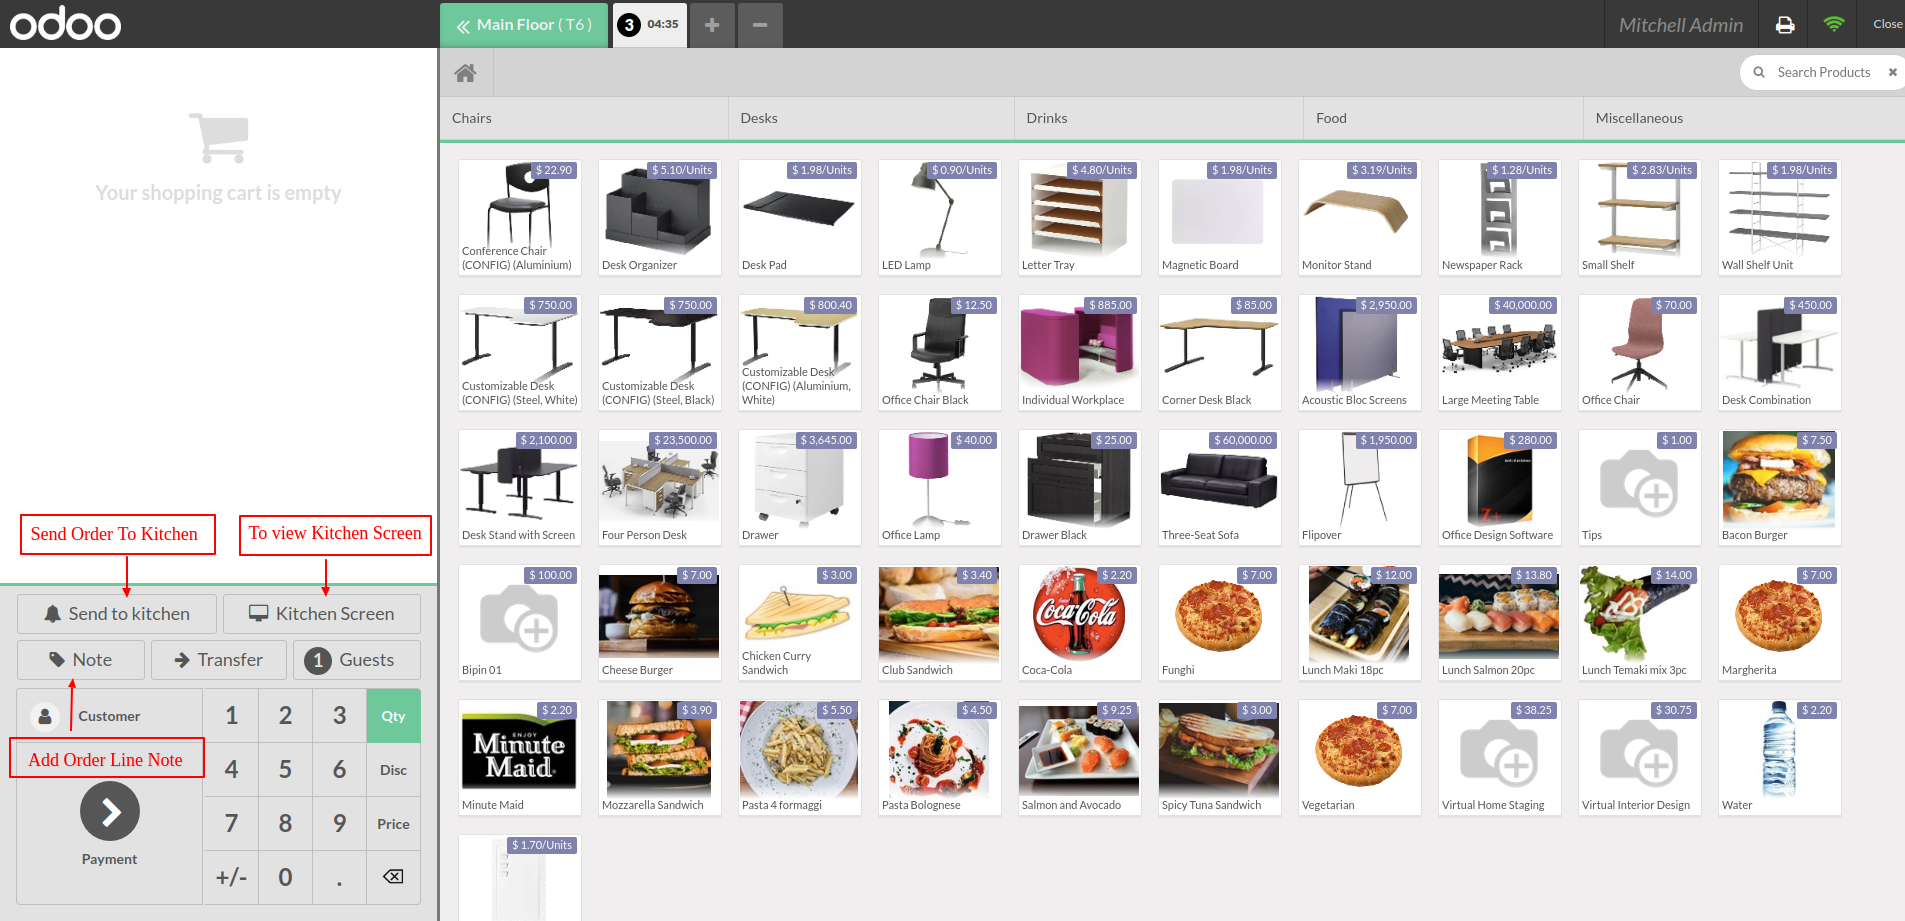 odoo
Main Floor ( T6 )
3 04:35
Mitchell Admin
Close
Search Products
Chairs
Desks
Drinks
Food
Miscellaneous
Your shopping cart is empty
Send Order To Kitchen
To view Kitchen Screen
Send to kitchen
Kitchen Screen
Note
Transfer
1 Guests
Customer
Add Order Line Note
Payment
1 2 3 Qty
4 5 6 Disc
7 8 9 Price
+/- 0 .
$ 22.90
Conference Chair
(CONFIG) (Aluminium)
$ 5.10/Units
Desk Organizer
$ 1.98/Units
Desk Pad
$ 0.90/Units
LED Lamp
$ 4.80/Units
Letter Tray
$ 1.98/Units
Magnetic Board
$ 3.19/Units
Monitor Stand
$ 1.28/Units
Newspaper Rack
$ 2.83/Units
Small Shelf
$ 1.98/Units
Wall Shelf Unit
$ 750.00
Customizable Desk
(CONFIG) (Steel, White)
$ 750.00
Customizable Desk
(CONFIG) (Steel, Black)
$ 800.40
Customizable Desk
(CONFIG) (Aluminium,
White)
$ 12.50
Office Chair Black
$ 885.00
Individual Workplace
$ 85.00
Corner Desk Black
$ 2,950.00
Acoustic Bloc Screens
$ 40,000.00
Large Meeting Table
$ 70.00
Office Chair
$ 450.00
Desk Combination
$ 2,100.00
Desk Stand with Screen
$ 23,500.00
Four Person Desk
$ 3,645.00
Drawer
$ 40.00
Office Lamp
$ 25.00
Drawer Black
$ 60,000.00
Three-Seat Sofa
$ 1,950.00
Flipover
$ 280.00
Z+
Office Design Software
$ 1.00
Tips
$ 7.50
Bacon Burger
$ 100.00
Bipin 01
$ 7.00
Cheese Burger
$ 3.00
Chicken Curry
Sandwich
$ 3.40
Club Sandwich
$ 2.20
Coca-Cola
Coca-Cola
$ 7.00
Funghi
$ 12.00
Lunch Maki 18pc
$ 13.80
Lunch Salmon 20pc
$ 14.00
Lunch Temaki mix 3pc
$ 7.00
Margherita
$ 2.20
ENJOY
Minute
Maid
Minute Maid
$ 3.90
Mozzarella Sandwich
$ 5.50
Pasta 4 formaggi
$ 4.50
Pasta Bolognese
$ 9.25
Salmon and Avocado
$ 3.00
Spicy Tuna Sandwich
$ 7.00
Vegetarian
$ 38.25
Virtual Home Staging
$ 30.75
Virtual Interior Design
$ 2.20
Water
$ 1.70/Units